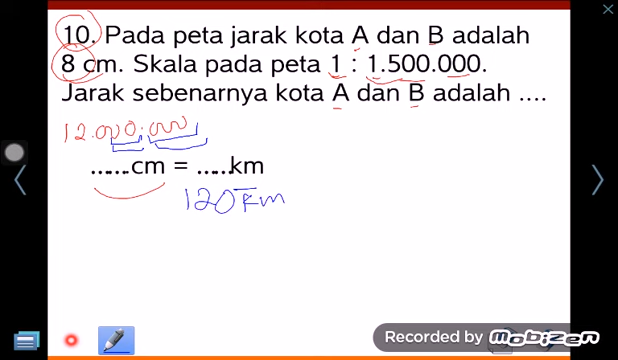 10. Pada peta jarak kota A dan B adalah
8 cm. Skala pada peta 1 : 1.500.000.
Jarak sebenarnya kota A dan B adalah ....
12.000.000
.......cm = ......km
120 Km
Recorded by
mobizen